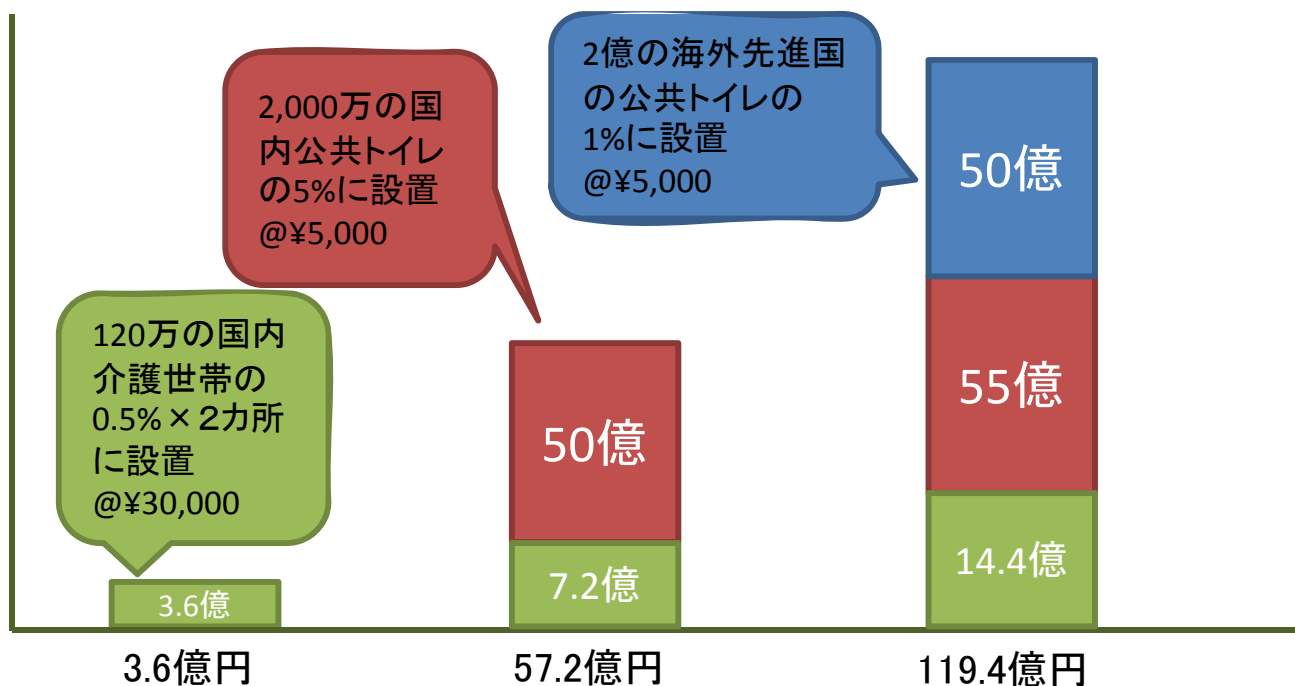 120万の国内
介護世帯の
0.5%×２カ所
に設置
@¥30,000
2,000万の国
内公共トイレ
の5%に設置
@¥5,000
2億の海外先進国
の公共トイレの
1%に設置
@¥5,000
3.6億
50億
7.2億
50億
55億
14.4億
3.6億円
57.2億円
119.4億円